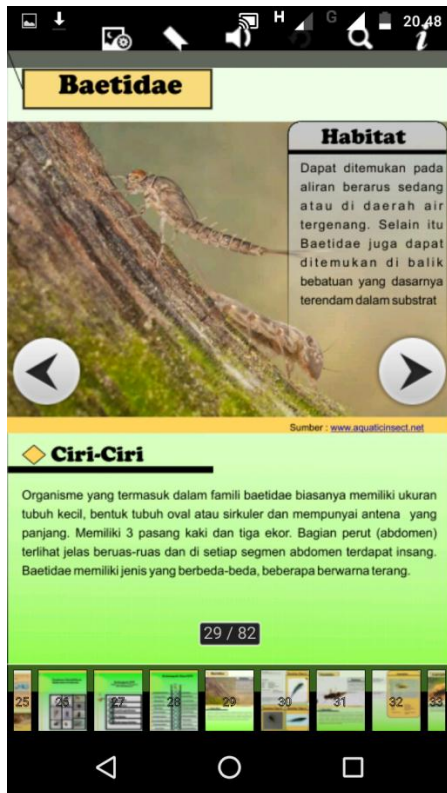 H G 20.48
Baetidae
Habitat
Dapat ditemukan pada
aliran berarus sedang
atau di daerah air
tergenang. Selain itu
Baetidae juga dapat
ditemukan di balik
bebatuan yang dasarnya
terendam dalam substrat
Sumber : www.aquaticinsect.net
Ciri-Ciri
Organisme yang termasuk dalam famili baetidae biasanya memiliki ukuran
tubuh kecil, bentuk tubuh oval atau sirkuler dan mempunyai antena yang
panjang. Memiliki 3 pasang kaki dan tiga ekor. Bagian perut (abdomen)
terlihat jelas beruas-ruas dan di setiap segmen abdomen terdapat insang.
Baetidae memiliki jenis yang berbeda-beda, beberapa berwarna terang.
29 / 82
25 26 27 28 29 30 31 32 33